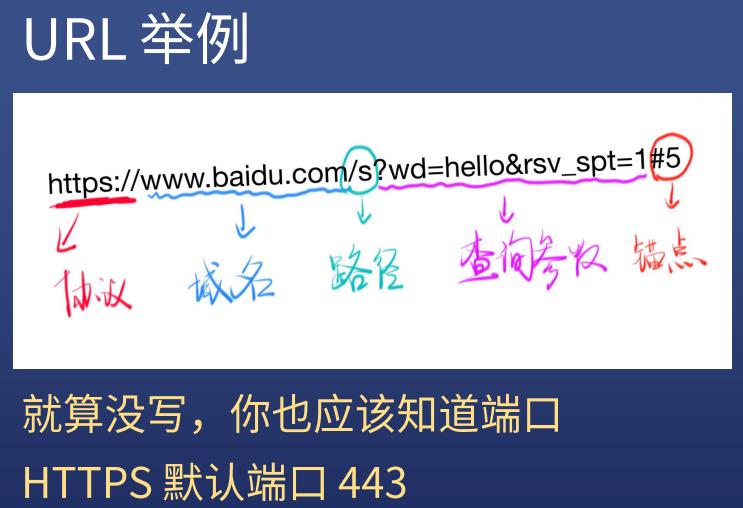 URL 举例
https://www.baidu.com/s?wd=hello&rsv_spt=1#5
协议 域名 路径 查询参数 锚点
就算没写，你也应该知道端口
HTTPS 默认端口 443